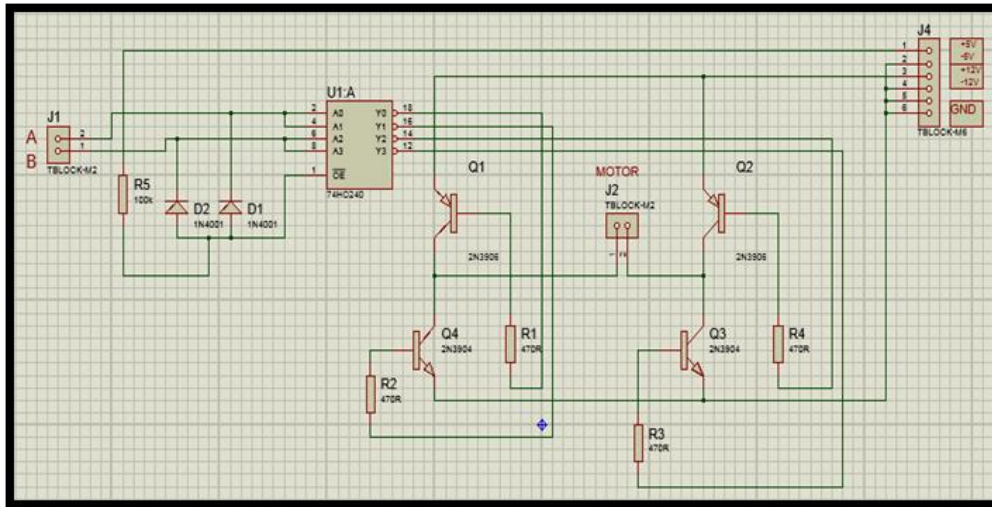 J4
1
2
3
4
5
6
+5V
-5V
+12V
-12V
GND
TBLOCK-M6
U1:A
2
4
6
8
1
A0
A1
A2
A3
OE
Y0
Y1
Y2
Y3
18
16
14
12
74HC240
J1
A
B
2
1
TBLOCK-M2
R5
100k
D2
1N4001
D1
1N4001
Q1
2N3906
MOTOR
J2
TBLOCK-M2
Q2
2N3906
Q4
2N3904
R1
470R
Q3
2N3904
R4
470R
R2
470R
R3
470R